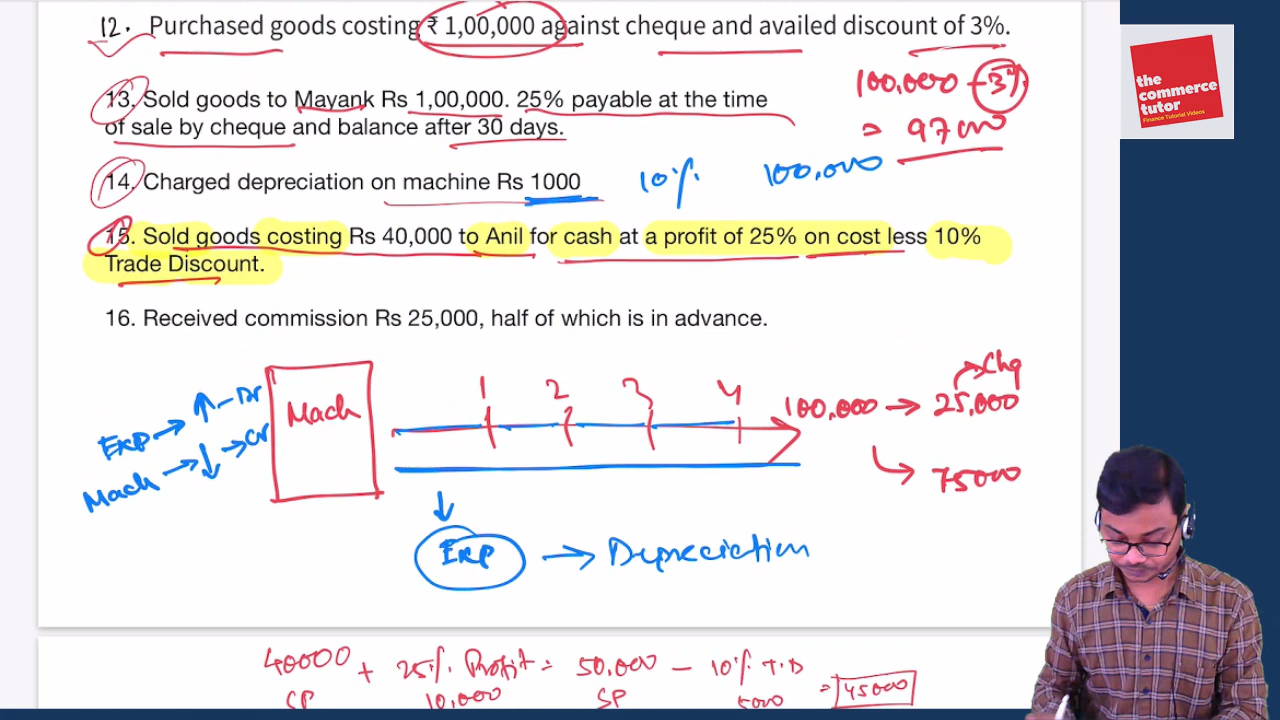 12. Purchased goods costing ₹ 1,00,000 against cheque and availed discount of 3%.
100,000 - 3%
= 97000
13. Sold goods to Mayank Rs 1,00,000. 25% payable at the time
of sale by cheque and balance after 30 days.
14. Charged depreciation on machine Rs 1000
10% 100,000
15. Sold goods costing Rs 40,000 to Anil for cash at a profit of 25% on cost less 10%
Trade Discount.
16. Received commission Rs 25,000, half of which is in advance.
Exp → ↑ - Dr
Mach → ↓ → Cr
Mach
1 2 3 4
100,000 → 25,000
Chq
75000
Exp → Depreciation
40000 + 25% Profit = 50,000 - 10% T.D
SP 10,000 SP 5000 = 45000
the
commerce
tutor
Finance Tutorial Videos